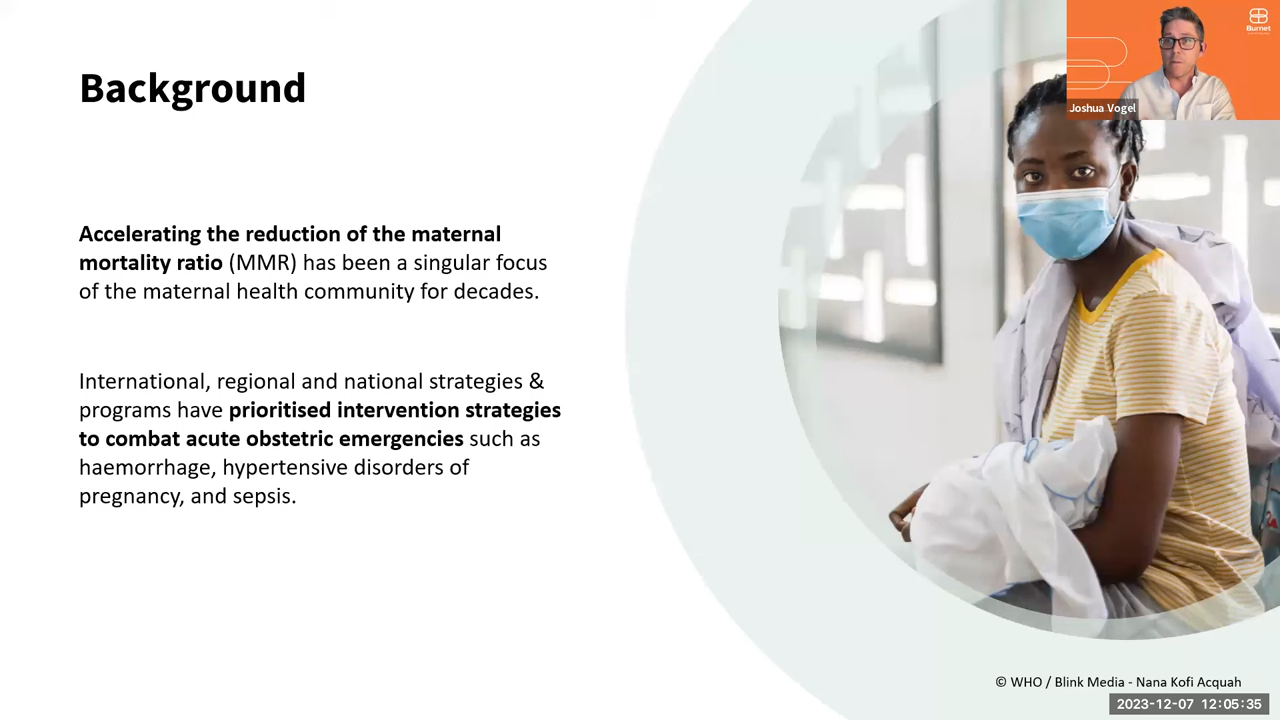 Background
Accelerating the reduction of the maternal
mortality ratio (MMR) has been a singular focus
of the maternal health community for decades.
International, regional and national strategies &
programs have prioritised intervention strategies
to combat acute obstetric emergencies such as
haemorrhage, hypertensive disorders of
pregnancy, and sepsis.
Burnet
Joshua Vogel
© WHO / Blink Media - Nana Kofi Acquah
2023-12-07 12:05:35